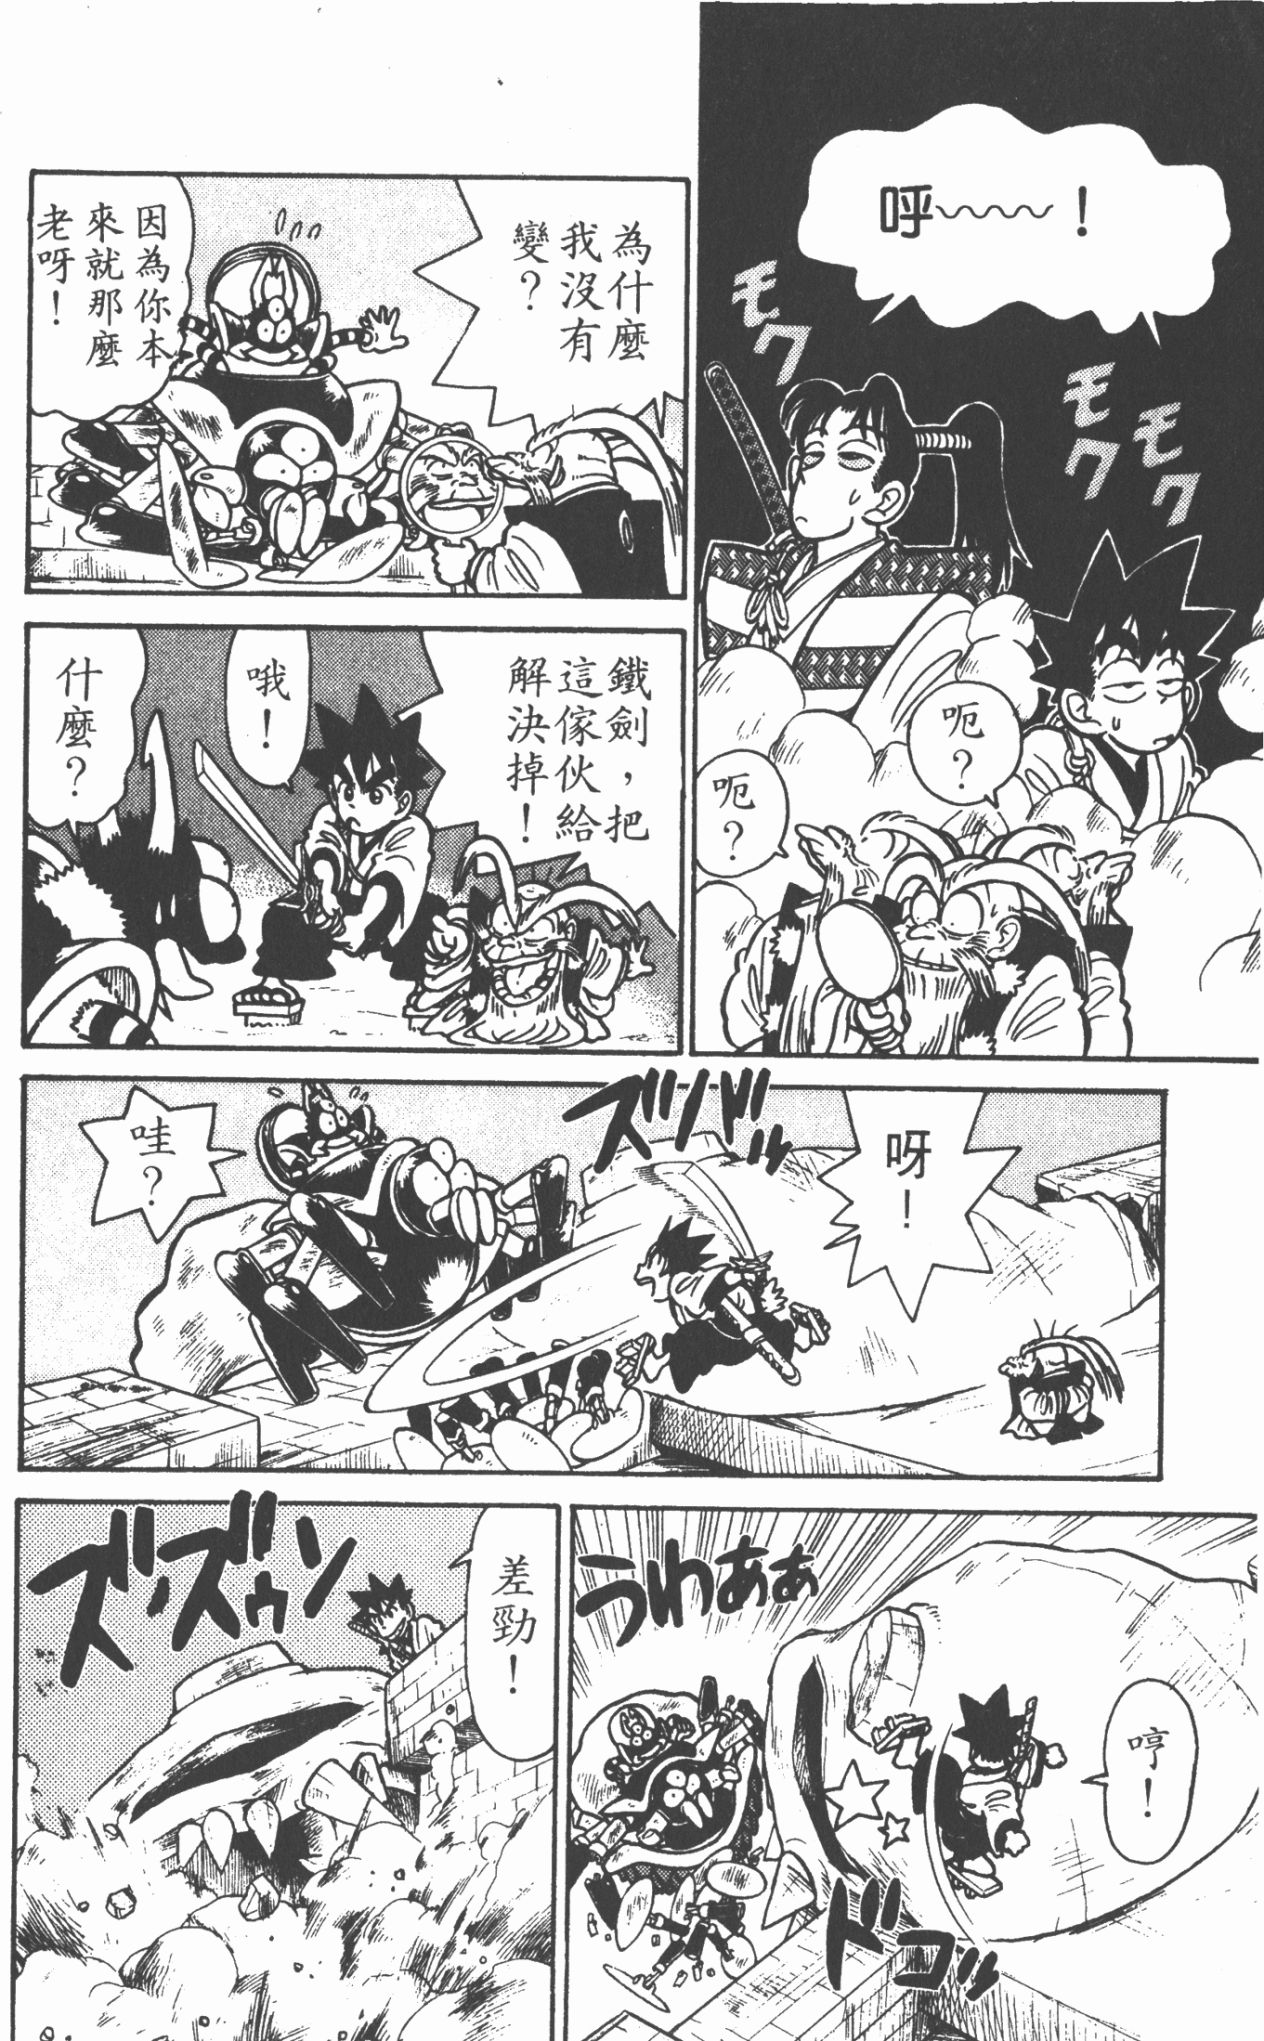 呼～～～！
モク
モク
モク
呃？
呃？
為什麼
我沒有
變？
因為你本
來就那麼
老呀！
鐵劍，把
這傢伙給
解決掉！
哦！
什麼？
呀！
ズババッ
哇？
哼！
うわあぁ
ドコッ
差勁！
ズズゥン